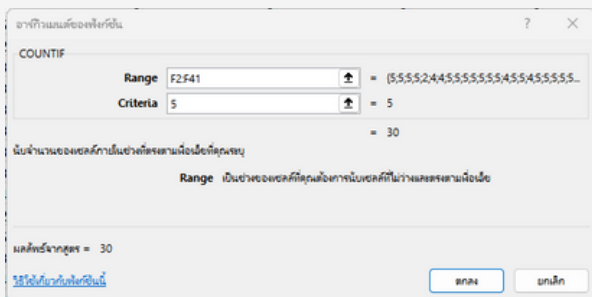 อาร์กิวเมนต์ของฟังก์ชัน ? ×
COUNTIF
Range F2:F41 = {5;5;5;5;2;4;4;5;5;5;5;5;5;5;4;5;5;4;5;5;5;5;5...
Criteria 5 = 5
= 30
นับจำนวนของเซลล์ภายในช่วงที่ตรงตามเงื่อนไขที่คุณระบุ
Range เป็นช่วงของเซลล์ที่คุณต้องการนับเซลล์ที่ไม่ว่างและตรงตามเงื่อนไข
ผลลัพธ์จากสูตร = 30
วิธีใช้เกี่ยวกับฟังก์ชันนี้ ตกลง ยกเลิก